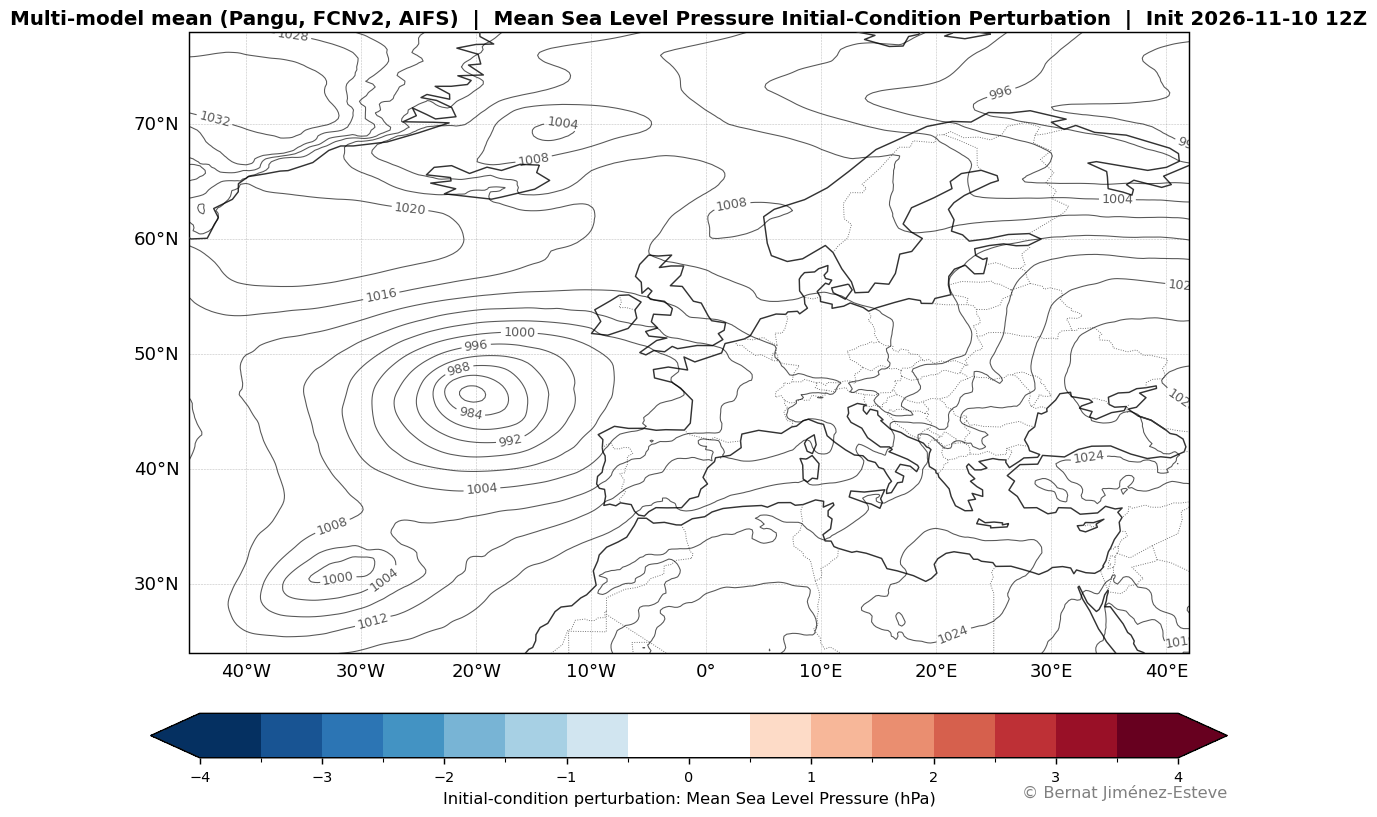 Multi-model mean (Pangu, FCNv2, AIFS) | Mean Sea Level Pressure Initial-Condition Perturbation | Init 2026-11-10 12Z
1028
996
1032
70°N
1004
1008
1008
1020
1004
60°N
1016
1000
996
50°N
988
984
992
40°N
1024
1004
1008
1000
1004
30°N
1012
1024
40°W
30°W
20°W
10°W
0°
10°E
20°E
30°E
40°E
−4
−3
−2
−1
0
1
2
3
4
Initial-condition perturbation: Mean Sea Level Pressure (hPa)
© Bernat Jiménez-Esteve